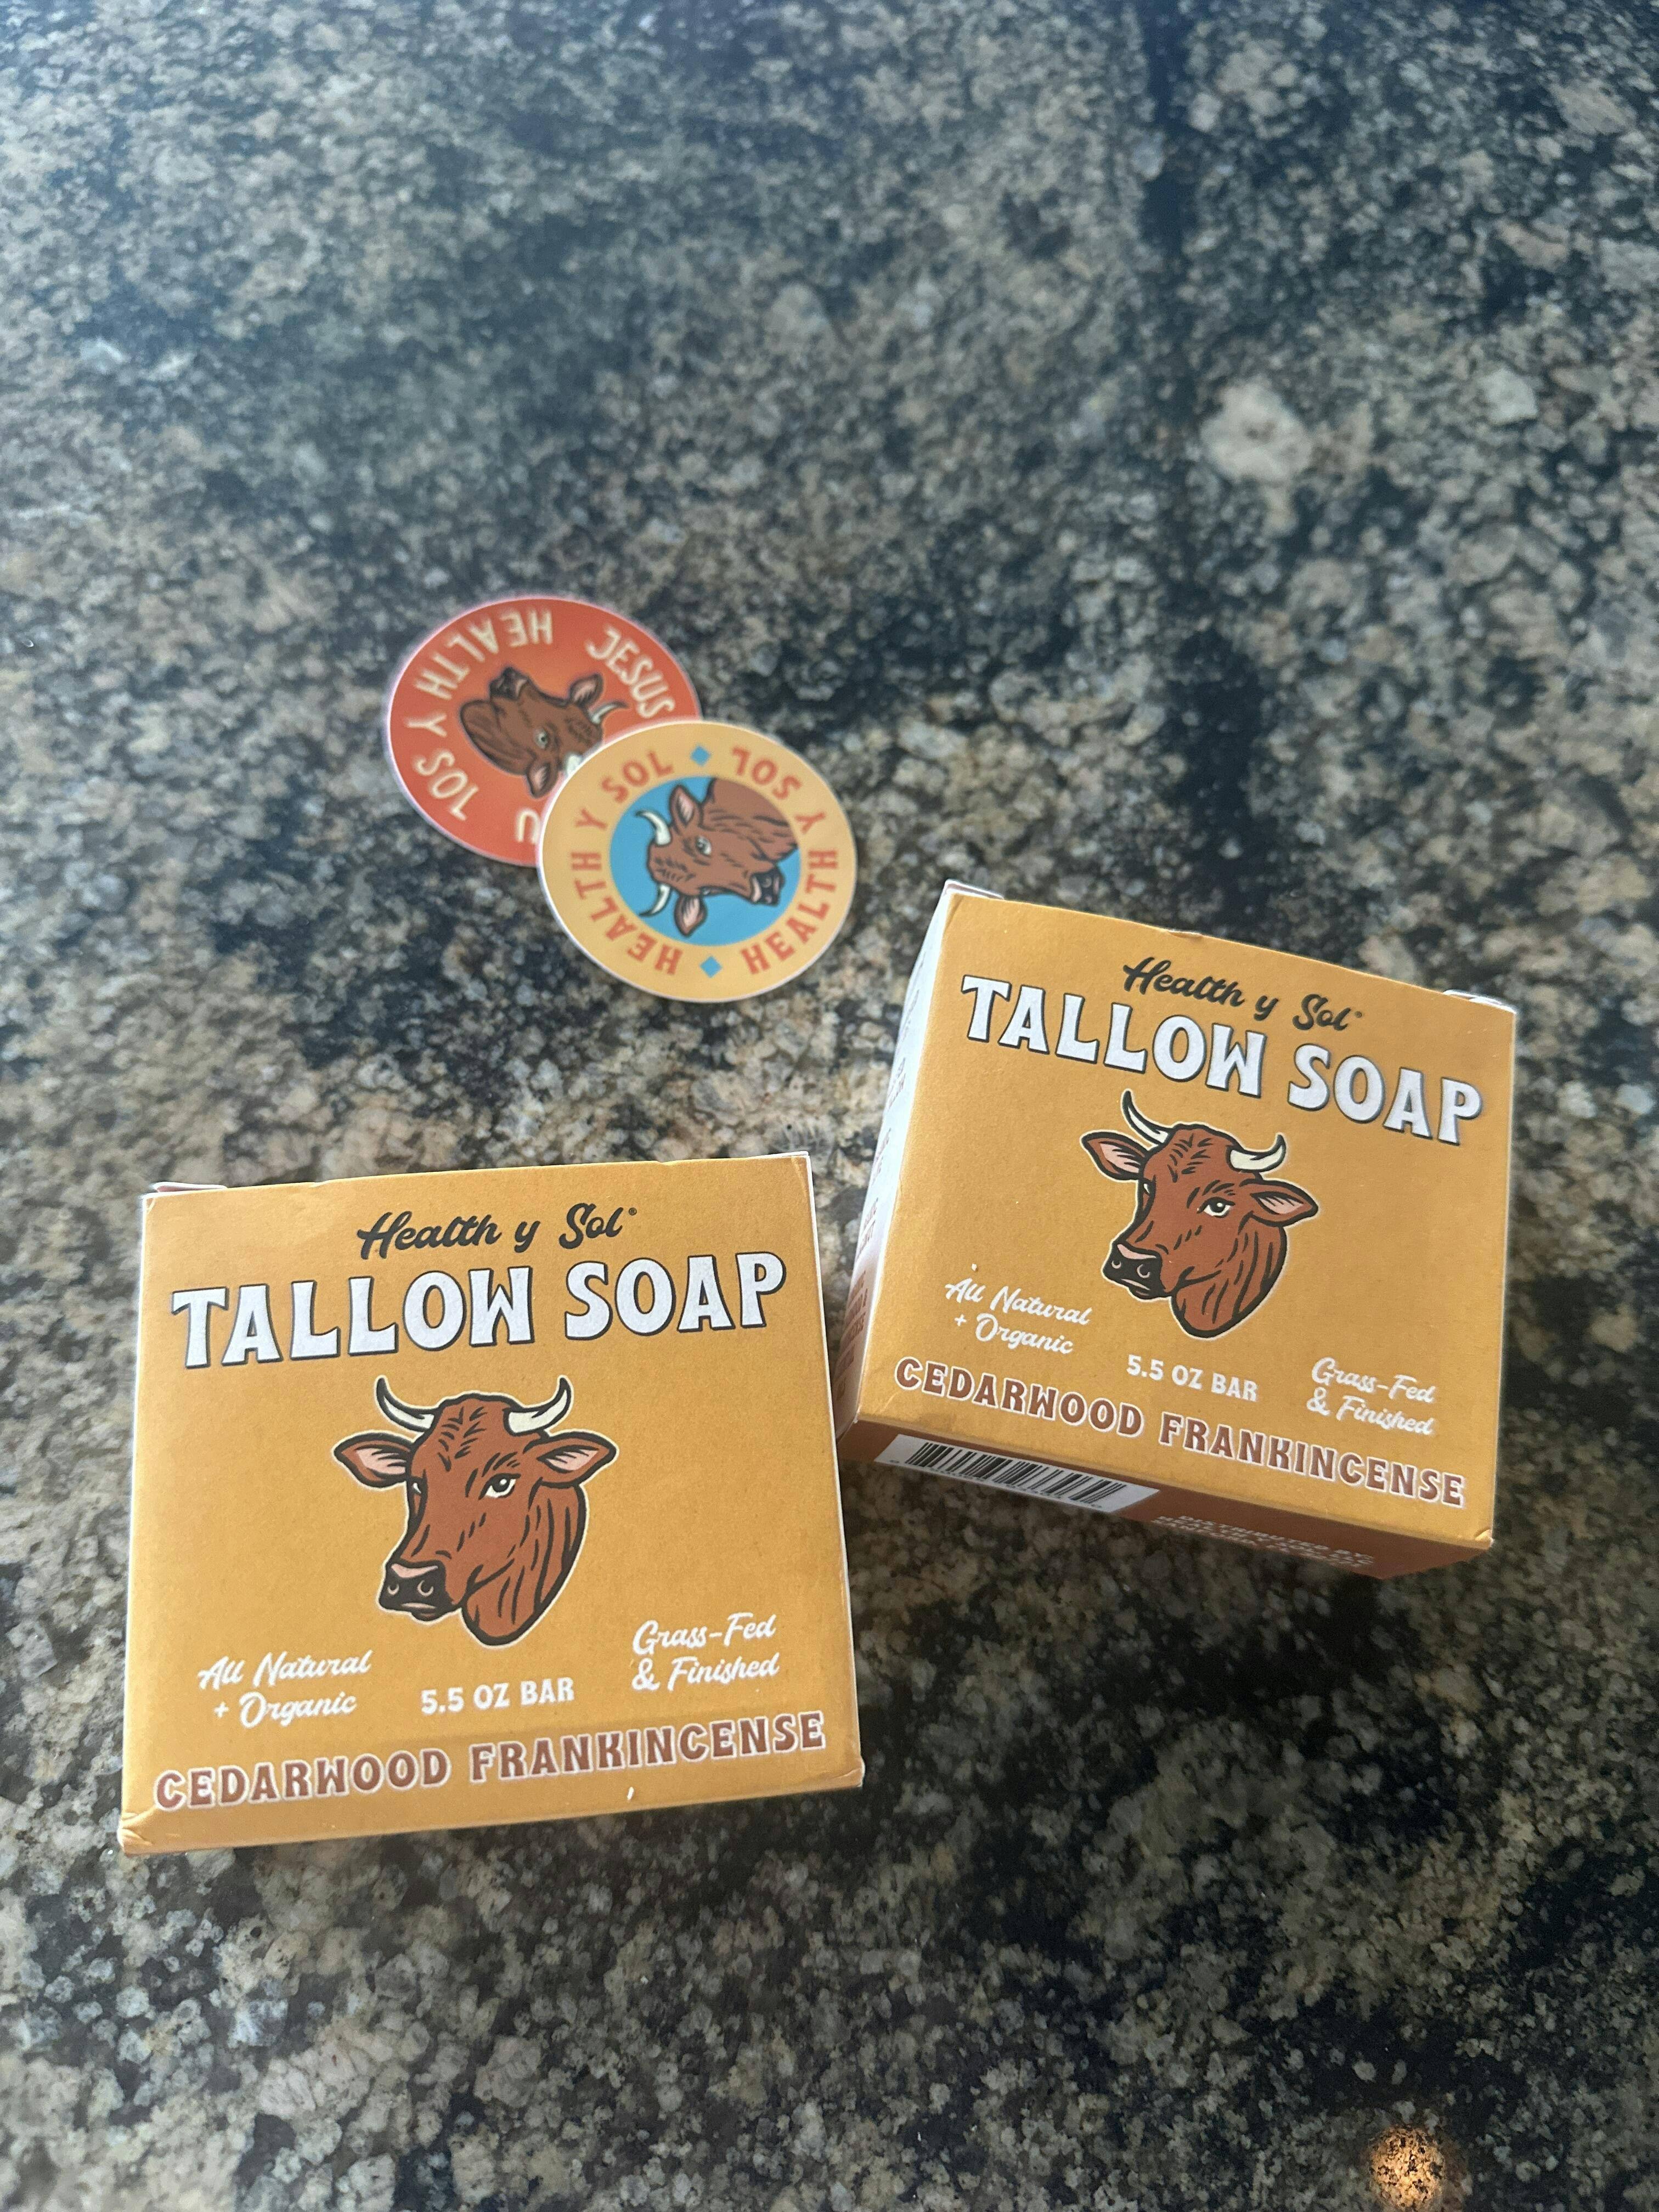 HEALTH Y SOL
JESUS
HEALTH Y SOL
HEALTH Y SOL
Health y Sol®
TALLOW SOAP
All Natural
+ Organic
5.5 OZ BAR
Grass-Fed
& Finished
CEDARWOOD FRANKINCENSE
DISTRIBUTED BY:
Health y Sol®
TALLOW SOAP
All Natural
+ Organic
5.5 OZ BAR
Grass-Fed
& Finished
CEDARWOOD FRANKINCENSE